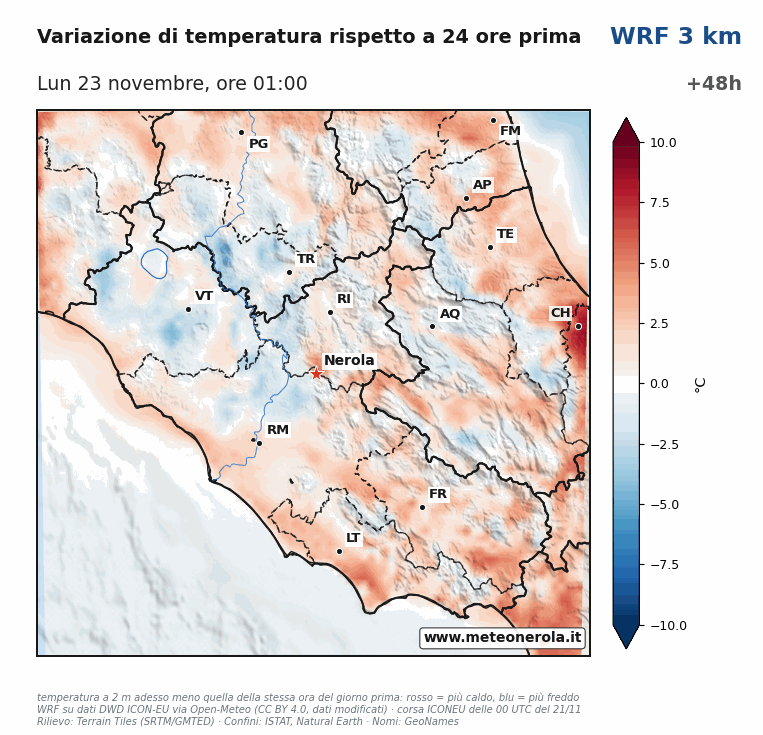 Variazione di temperatura rispetto a 24 ore prima
WRF 3 km
Lun 23 novembre, ore 01:00
+48h
PG
FM
AP
TE
TR
VT
RI
AQ
CH
Nerola
RM
FR
LT
www.meteonerola.it
10.0
7.5
5.0
2.5
0.0
−2.5
−5.0
−7.5
−10.0
°C
temperatura a 2 m adesso meno quella della stessa ora del giorno prima: rosso = più caldo, blu = più freddo
WRF su dati DWD ICON-EU via Open-Meteo (CC BY 4.0, dati modificati) · corsa ICONEU delle 00 UTC del 21/11
Rilievo: Terrain Tiles (SRTM/GMTED) · Confini: ISTAT, Natural Earth · Nomi: GeoNames